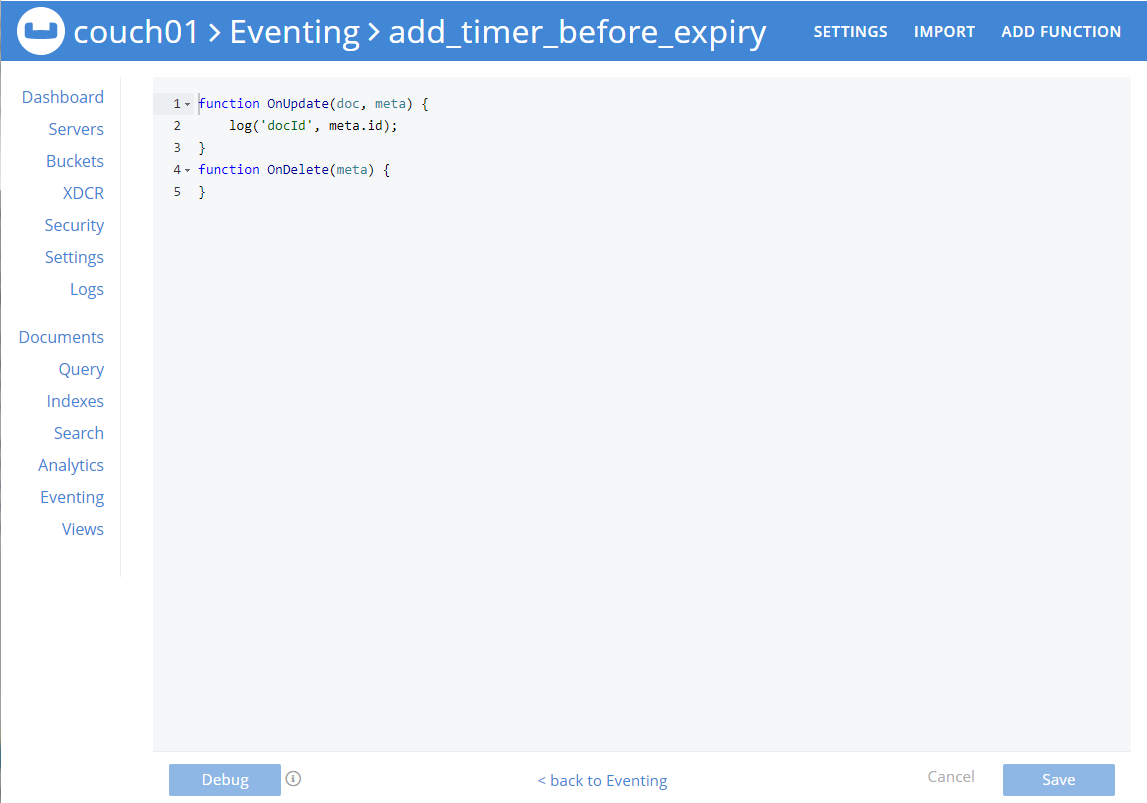 couch01 > Eventing > add_timer_before_expiry SETTINGS IMPORT ADD FUNCTION
Dashboard
Servers
Buckets
XDCR
Security
Settings
Logs
Documents
Query
Indexes
Search
Analytics
Eventing
Views
1 function OnUpdate(doc, meta) {
2     log('docId', meta.id);
3 }
4 function OnDelete(meta) {
5 }
Debug < back to Eventing Cancel Save